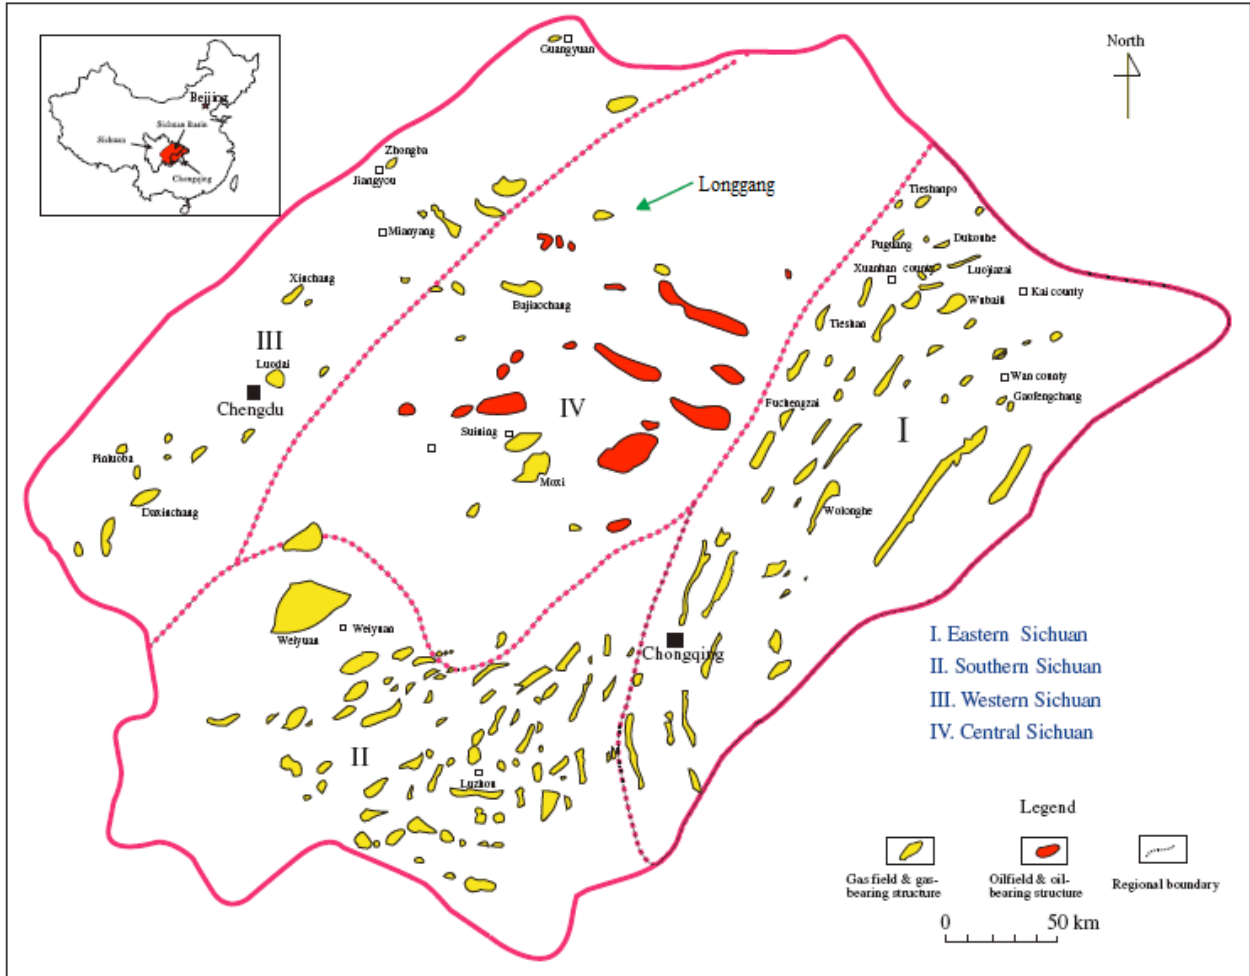 Guangyuan
North
Beijing
Sichuan Basin
Sichuan
Chongqing
Zhongba
Jiangyou
Longgang
Tieshanpo
Mianyang
Puguang
Dukouhe
Xuanhan county
Luojiazai
Xinchang
Bajiaochang
Kai county
Wubaiti
Tieshan
III
Luodai
Wan county
Chengdu
IV
Fuchengzai
Gaofengchang
I
Suining
Pinluoba
Moxi
Daxinchang
Wolonghe
Weiyuan
Weiyuan
Chongqing
I. Eastern Sichuan
II. Southern Sichuan
III. Western Sichuan
IV. Central Sichuan
II
Luzhou
Legend
Gas field & gas-
bearing structure
Oilfield & oil-
bearing structure
Regional boundary
0 50 km